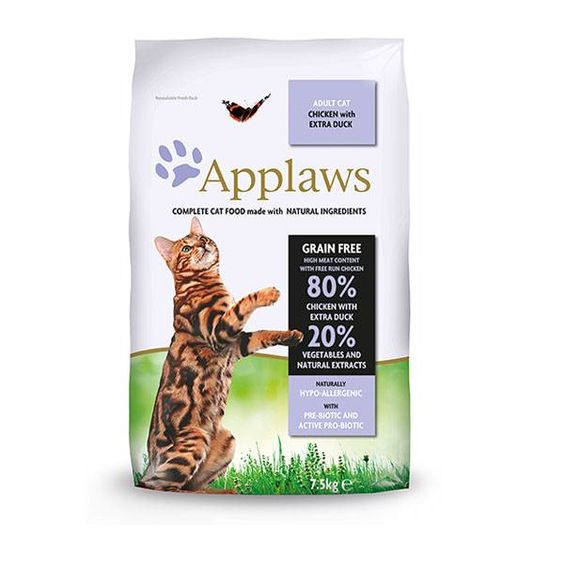 Resealable Fresh Pack
ADULT CAT
CHICKEN with
EXTRA DUCK
Applaws
COMPLETE CAT FOOD made with NATURAL INGREDIENTS
GRAIN FREE
HIGH MEAT CONTENT
WITH FREE RUN CHICKEN
80%
CHICKEN WITH
EXTRA DUCK
20%
VEGETABLES AND
NATURAL EXTRACTS
NATURALLY
HYPO-ALLERGENIC
WITH
PRE-BIOTIC AND
ACTIVE PRO-BIOTIC
7.5kg e